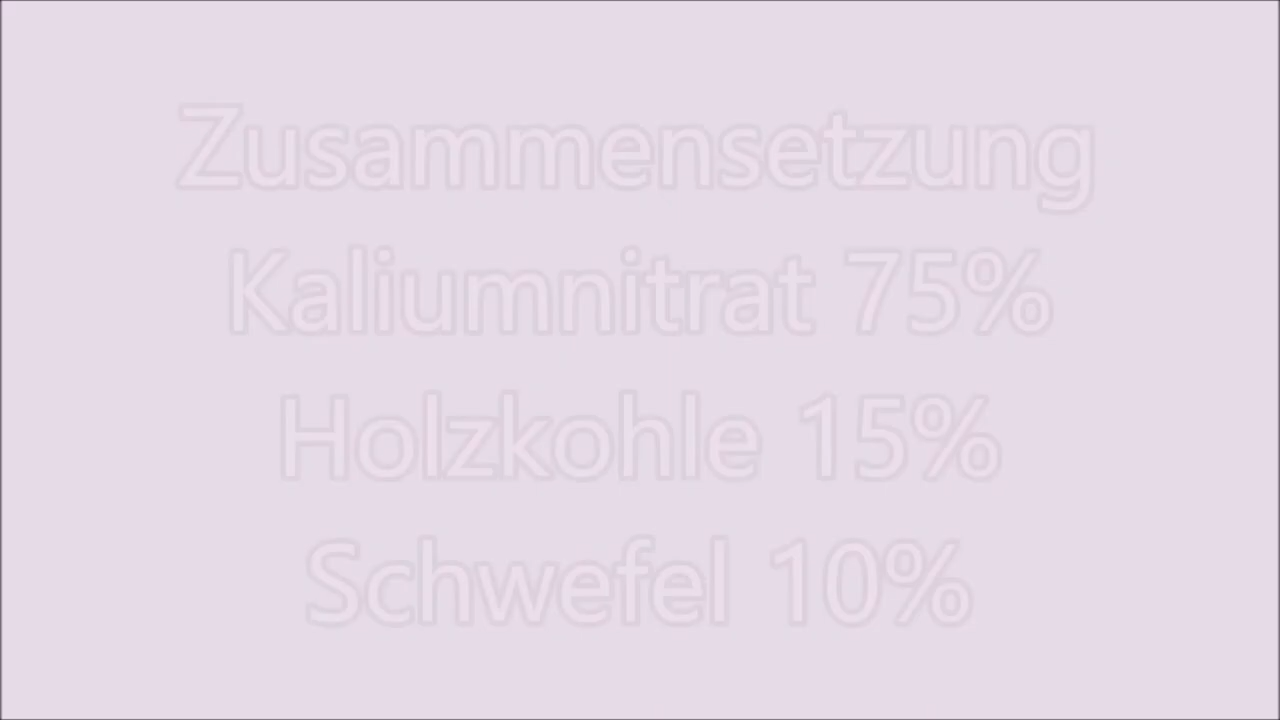 Zusammensetzung
Kaliumnitrat 75%
Holzkohle 15%
Schwefel 10%